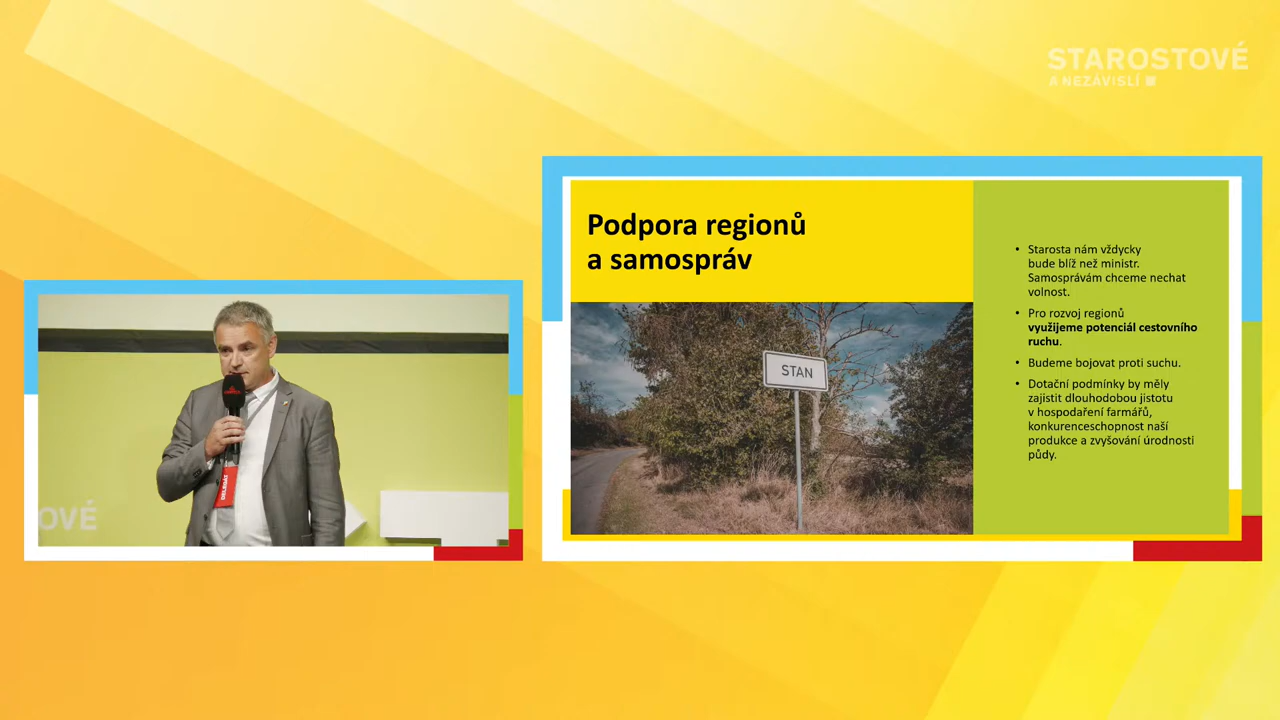 STAROSTOVÉ
A NEZÁVISLÍ
Podpora regionů
a samospráv
STAN
• Starosta nám vždycky
bude blíž než ministr.
Samosprávám chceme nechat
volnost.
• Pro rozvoj regionů
využijeme potenciál cestovního
ruchu.
• Budeme bojovat proti suchu.
• Dotační podmínky by měly
zajistit dlouhodobou jistotu
v hospodaření farmářů,
konkurenceschopnost naší
produkce a zvyšování úrodnosti
půdy.
DELEGÁT
OVÉ